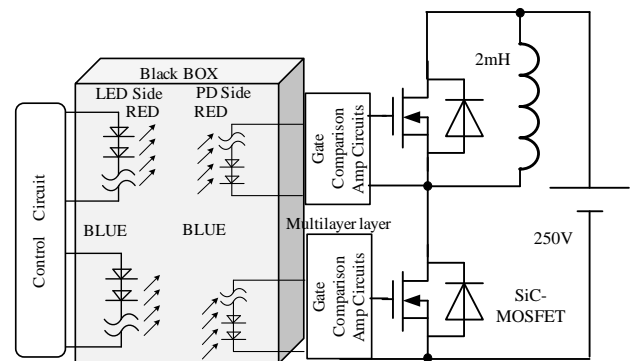 Black BOX
LED Side
RED
PD Side
RED
2mH
Control Circuit
Gate
Comparison
Amp Circuits
BLUE
BLUE
Multilayer layer
250V
Gate
Comparison
Amp Circuits
SiC-
MOSFET